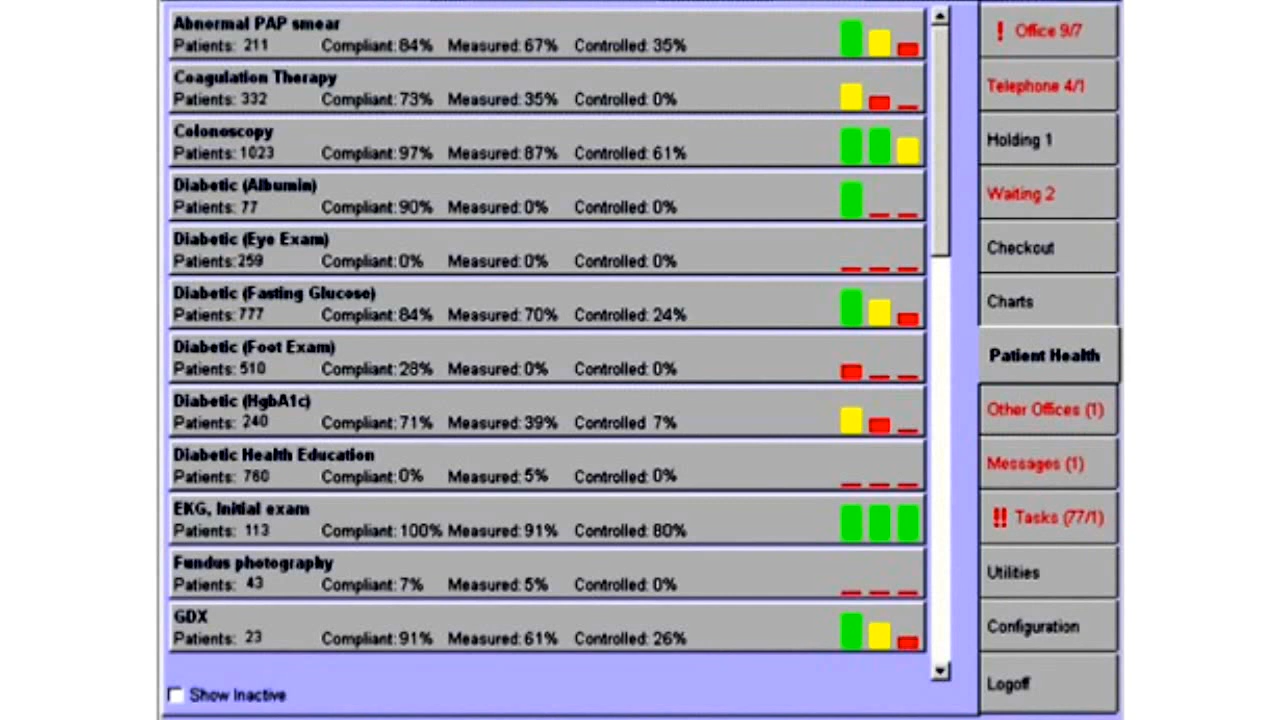 Abnormal PAP smear
Patients: 211 Compliant: 84% Measured: 67% Controlled: 35%
Coagulation Therapy
Patients: 332 Compliant: 73% Measured: 35% Controlled: 0%
Colonoscopy
Patients: 1023 Compliant: 97% Measured: 87% Controlled: 61%
Diabetic (Albumin)
Patients: 77 Compliant: 90% Measured: 0% Controlled: 0%
Diabetic (Eye Exam)
Patients: 259 Compliant: 0% Measured: 0% Controlled: 0%
Diabetic (Fasting Glucose)
Patients: 777 Compliant: 84% Measured: 70% Controlled: 24%
Diabetic (Foot Exam)
Patients: 510 Compliant: 28% Measured: 0% Controlled: 0%
Diabetic (HgbA1c)
Patients: 240 Compliant: 71% Measured: 39% Controlled 7%
Diabetic Health Education
Patients: 760 Compliant: 0% Measured: 5% Controlled: 0%
EKG, Initial exam
Patients: 113 Compliant: 100% Measured: 91% Controlled: 80%
Fundus photography
Patients: 43 Compliant: 7% Measured: 5% Controlled: 0%
GDX
Patients: 23 Compliant: 91% Measured: 61% Controlled: 26%
Show Inactive
! Office 9/7
Telephone 4/1
Holding 1
Waiting 2
Checkout
Charts
Patient Health
Other Offices (1)
Messages (1)
!! Tasks (77/1)
Utilities
Configuration
Logoff